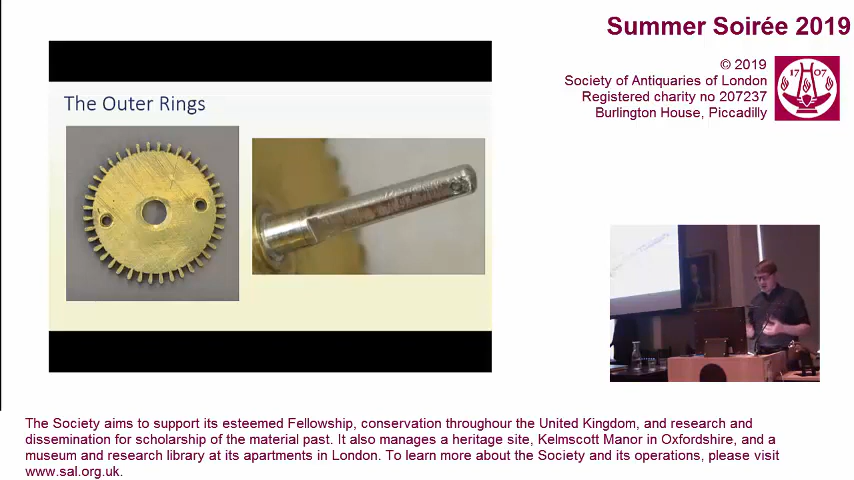 Summer Soirée 2019
© 2019
Society of Antiquaries of London
Registered charity no 207237
Burlington House, Piccadilly
17 07
The Outer Rings
The Society aims to support its esteemed Fellowship, conservation throughour the United Kingdom, and research and
dissemination for scholarship of the material past. It also manages a heritage site, Kelmscott Manor in Oxfordshire, and a
museum and research library at its apartments in London. To learn more about the Society and its operations, please visit
www.sal.org.uk.